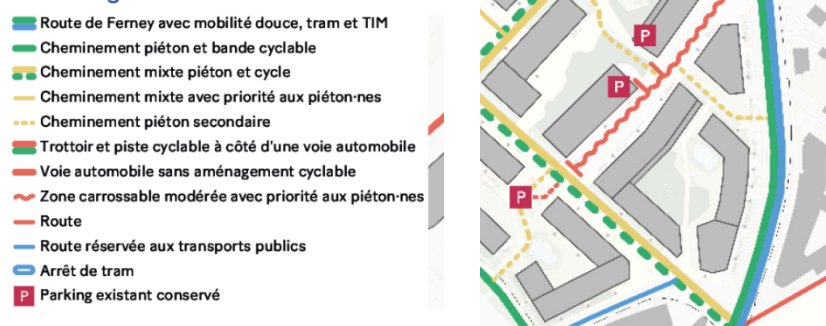 Route de Ferney avec mobilité douce, tram et TIM
Cheminement piéton et bande cyclable
Cheminement mixte piéton et cycle
Cheminement mixte avec priorité aux piéton·nes
Cheminement piéton secondaire
Trottoir et piste cyclable à côté d'une voie automobile
Voie automobile sans aménagement cyclable
Zone carrossable modérée avec priorité aux piéton·nes
Route
Route réservée aux transports publics
Arrêt de tram
P Parking existant conservé
P
P
P